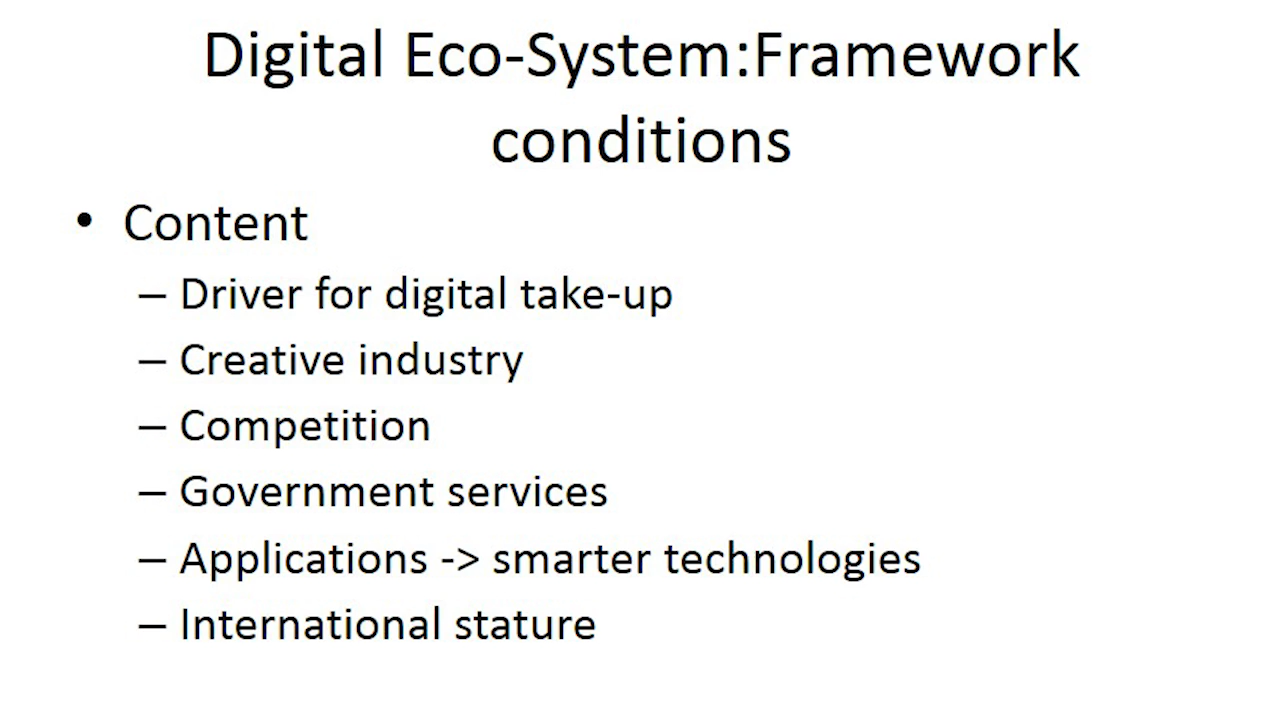 Digital Eco-System:Framework
conditions
• Content
– Driver for digital take-up
– Creative industry
– Competition
– Government services
– Applications -> smarter technologies
– International stature